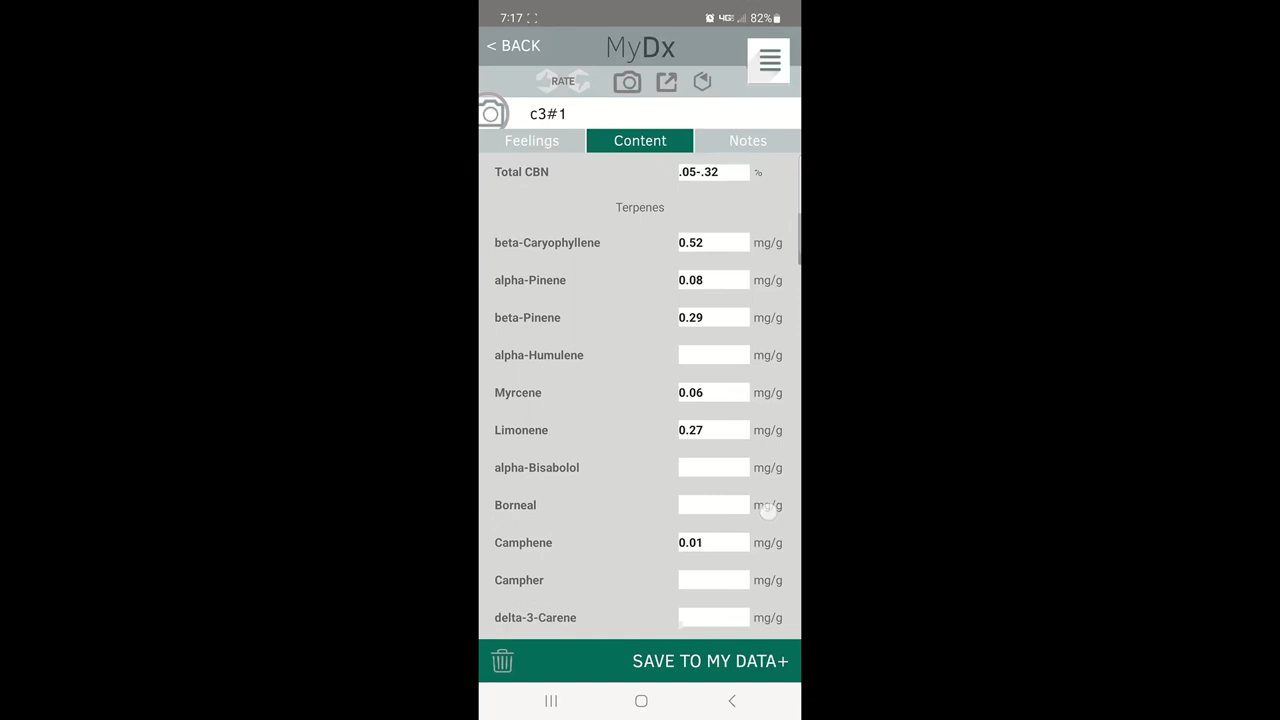 7:17 4G 82%
< BACK MyDx
RATE
c3#1
Feelings Content Notes
Total CBN .05-.32 %
Terpenes
beta-Caryophyllene 0.52 mg/g
alpha-Pinene 0.08 mg/g
beta-Pinene 0.29 mg/g
alpha-Humulene mg/g
Myrcene 0.06 mg/g
Limonene 0.27 mg/g
alpha-Bisabolol mg/g
Borneal mg/g
Camphene 0.01 mg/g
Campher mg/g
delta-3-Carene mg/g
SAVE TO MY DATA+